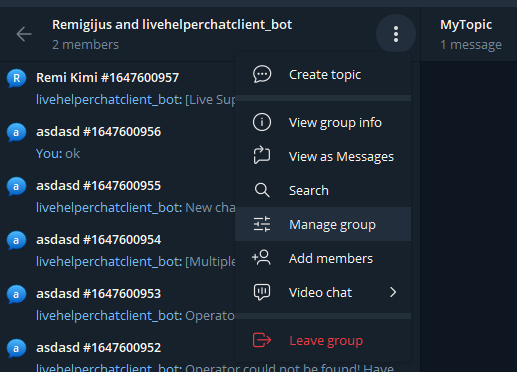 Remigijus and livehelperchatclient_bot
2 members
MyTopic
1 message
R
Remi Kimi #1647600957
livehelperchatclient_bot: [Live Sup
a
asdasd #1647600956
You: ok
a
asdasd #1647600955
livehelperchatclient_bot: New cha
a
asdasd #1647600954
livehelperchatclient_bot: [Multiple
a
asdasd #1647600953
livehelperchatclient_bot: Operato
a
asdasd #1647600952
livehelperchatclient_bot: Operator could not be found! Have
Create topic
View group info
View as Messages
Search
Manage group
Add members
Video chat
Leave group